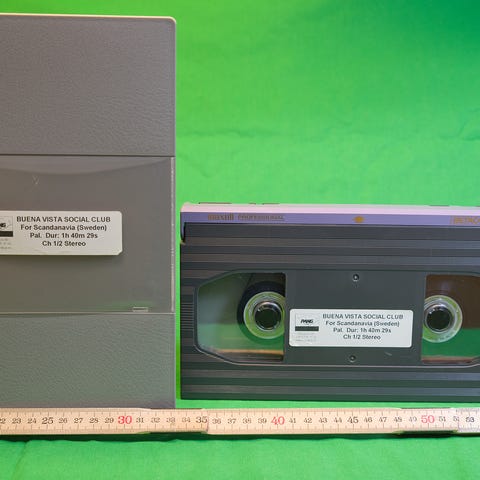 BUENA VISTA SOCIAL CLUB
For Scandanavia (Sweden)
Pal. Dur: 1h 40m 29s
Ch 1/2 Stereo
maxell PROFESSIONAL
BETAC
BUENA VISTA SOCIAL CLUB
For Scandanavia (Sweden)
Pal. Dur: 1h 40m 29s
Ch 1/2 Stereo
22 23 24 25 26 27 28 29 30 31 32 33 34 35 36 37 38 39 40 41 42 43 44 45 46 47 48 49 50 51 52